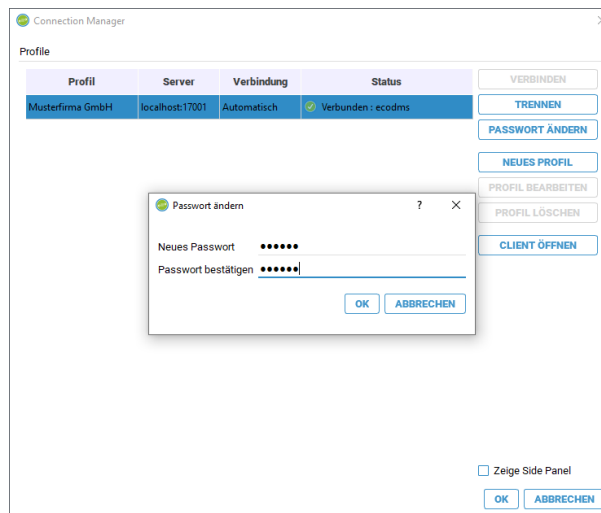 Connection Manager
Profile
Profil Server Verbindung Status
Musterfirma GmbH localhost:17001 Automatisch Verbunden : ecodms
VERBINDEN
TRENNEN
PASSWORT ÄNDERN
NEUES PROFIL
PROFIL BEARBEITEN
PROFIL LÖSCHEN
CLIENT ÖFFNEN
Passwort ändern ?
Neues Passwort ●●●●●●
Passwort bestätigen ●●●●●●
OK ABBRECHEN
Zeige Side Panel
OK ABBRECHEN